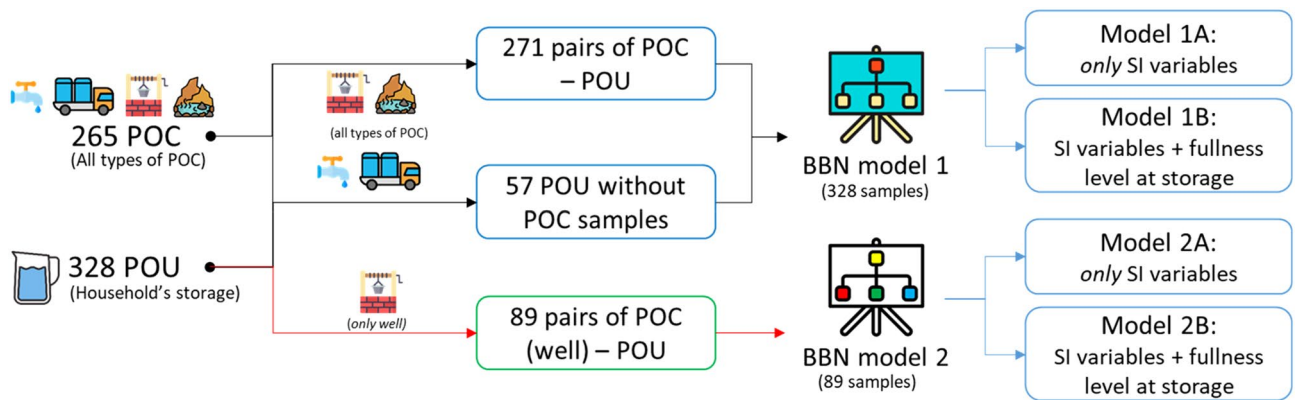 265 POC
(All types of POC)
328 POU
(Household's storage)
(all types of POC)
(only well)
271 pairs of POC
– POU
57 POU without
POC samples
89 pairs of POC
(well) – POU
BBN model 1
(328 samples)
BBN model 2
(89 samples)
Model 1A:
only SI variables
Model 1B:
SI variables + fullness
level at storage
Model 2A:
only SI variables
Model 2B:
SI variables + fullness
level at storage